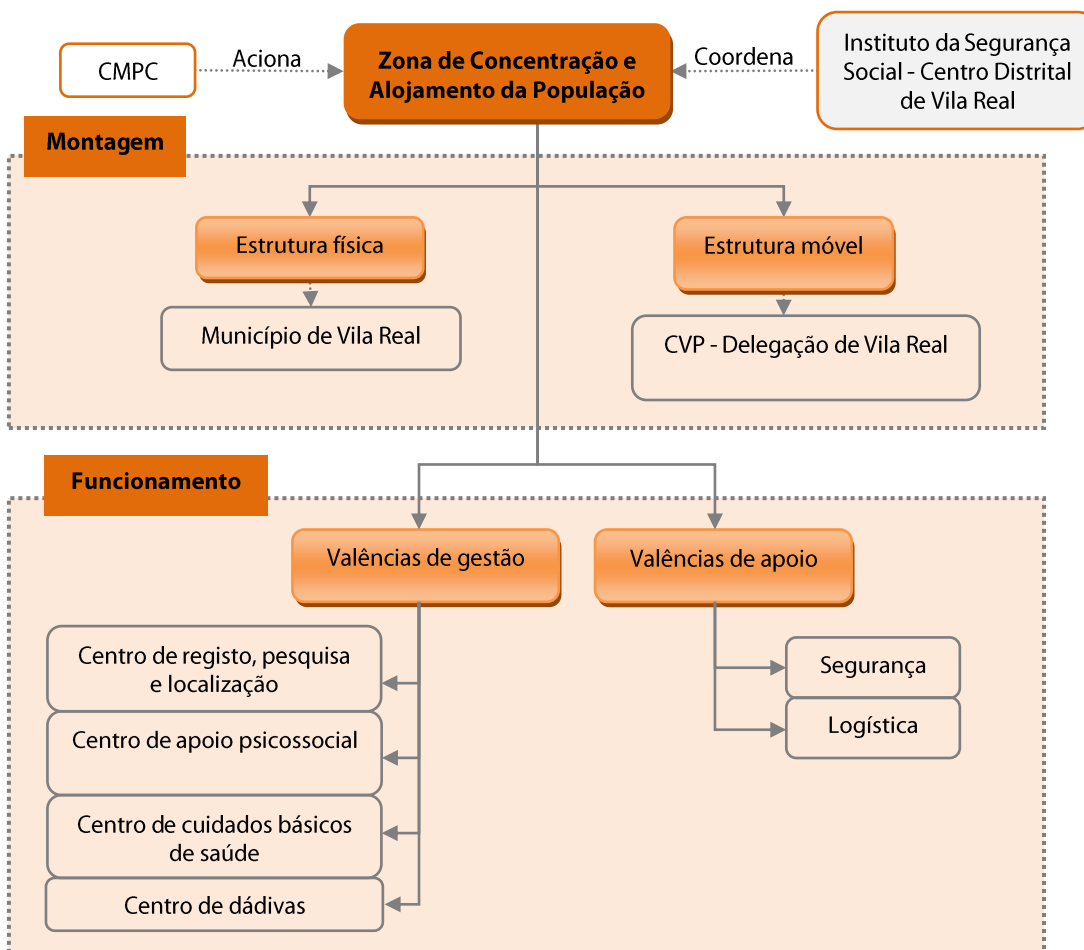 CMPC
Aciona
Zona de Concentração e
Alojamento da População
Coordena
Instituto da Segurança
Social - Centro Distrital
de Vila Real
Montagem
Estrutura física
Estrutura móvel
Município de Vila Real
CVP - Delegação de Vila Real
Funcionamento
Valências de gestão
Valências de apoio
Centro de registo, pesquisa
e localização
Centro de apoio psicossocial
Centro de cuidados básicos
de saúde
Centro de dádivas
Segurança
Logística